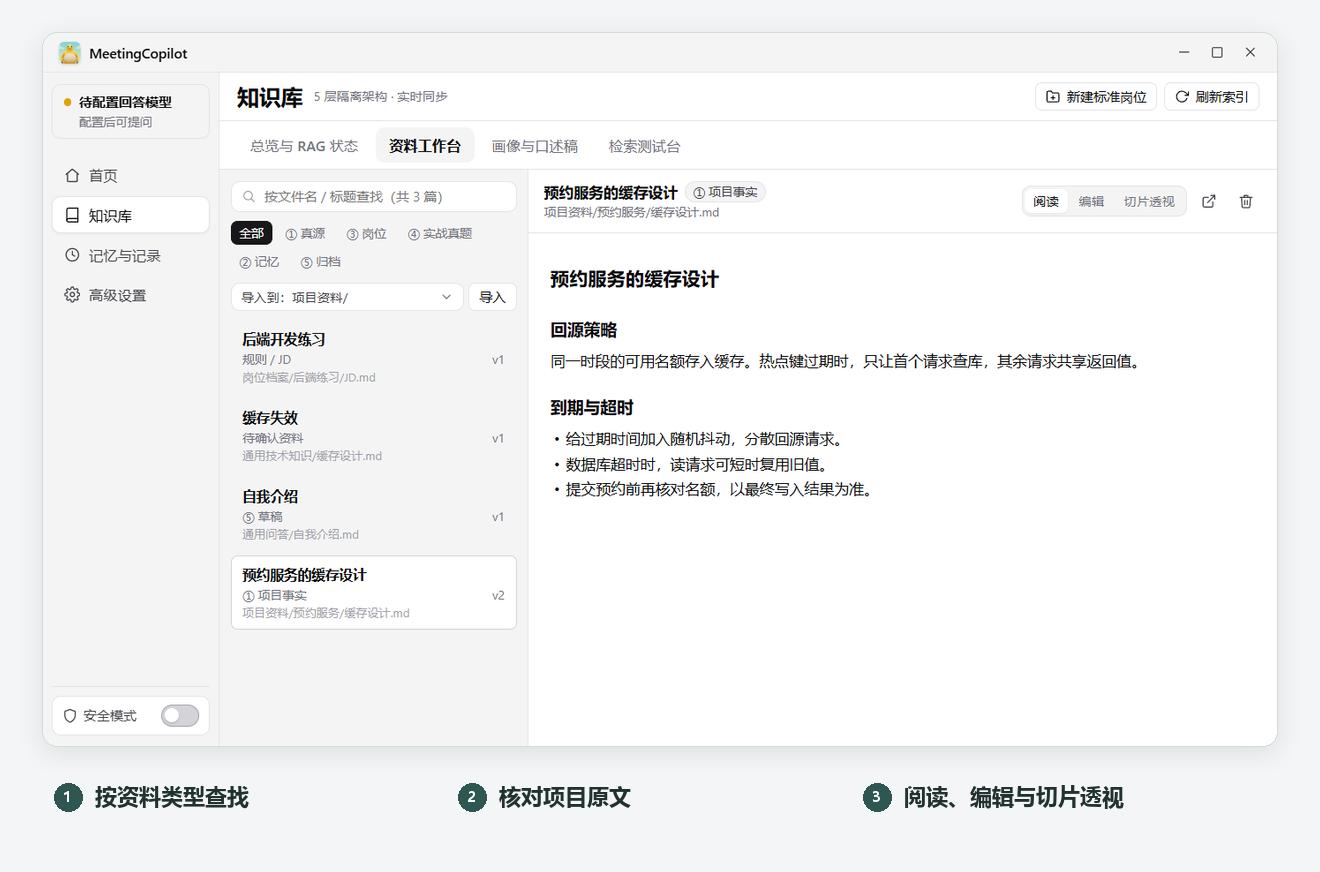 MeetingCopilot
待配置回答模型
配置后可提问
首页
知识库
记忆与记录
高级设置
安全模式
知识库 5 层隔离架构 · 实时同步
新建标准岗位 刷新索引
总览与 RAG 状态 资料工作台 画像与口述稿 检索测试台
按文件名 / 标题查找（共 3 篇）
全部 ①真源 ③岗位 ④实战真题
②记忆 ⑤归档
导入到：项目资料/ 导入
后端开发练习
规则 / JD v1
岗位档案/后端练习/JD.md
缓存失效
待确认资料 v1
通用技术知识/缓存设计.md
自我介绍
⑤ 草稿 v1
通用问答/自我介绍.md
预约服务的缓存设计
① 项目事实 v2
项目资料/预约服务/缓存设计.md
预约服务的缓存设计 ① 项目事实
项目资料/预约服务/缓存设计.md
阅读 编辑 切片透视
预约服务的缓存设计
回源策略
同一时段的可用名额存入缓存。热点键过期时，只让首个请求查库，其余请求共享返回值。
到期与超时
• 给过期时间加入随机抖动，分散回源请求。
• 数据库超时时，读请求可短时复用旧值。
• 提交预约前再核对名额，以最终写入结果为准。
1 按资料类型查找
2 核对项目原文
3 阅读、编辑与切片透视